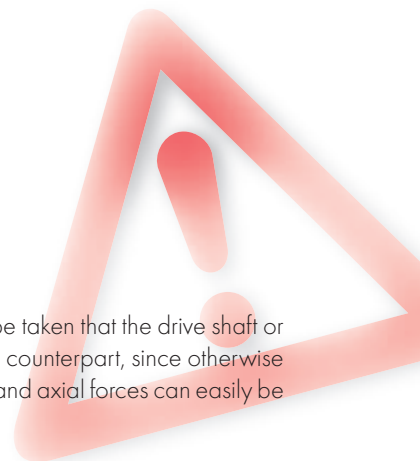 be taken that the drive shaft or
counterpart, since otherwise
and axial forces can easily be